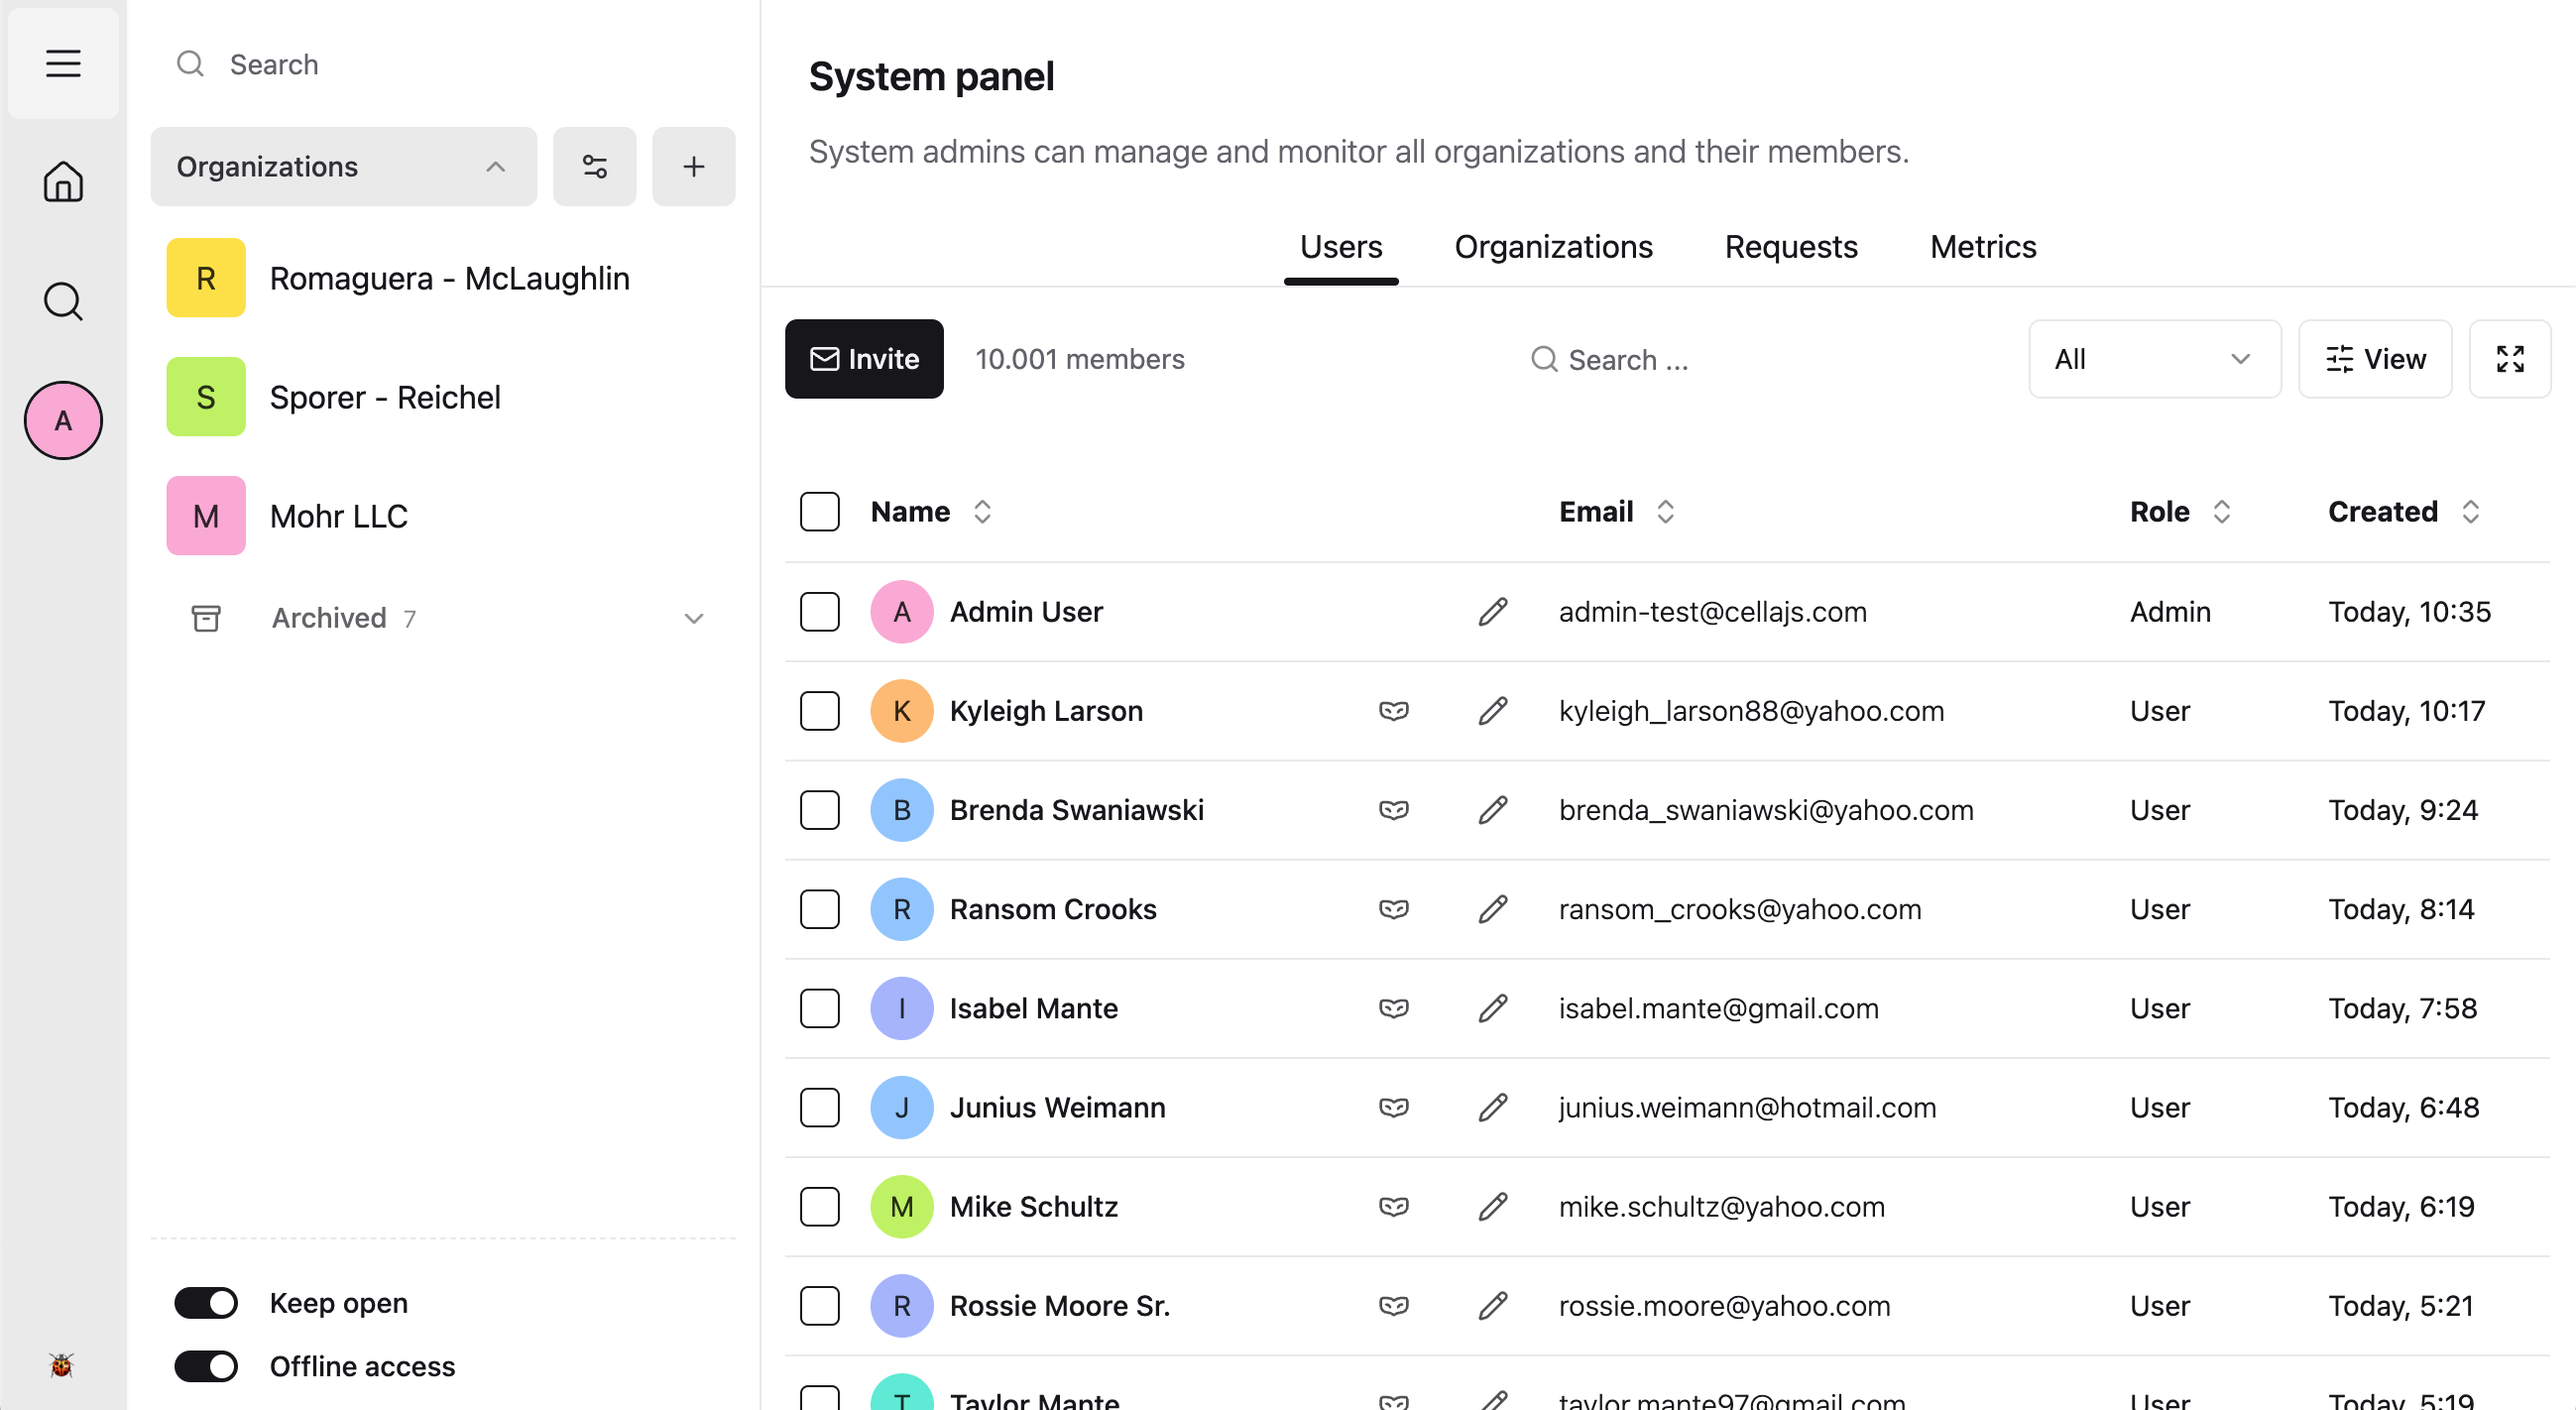 Search
Organizations
R Romaguera - McLaughlin
S Sporer - Reichel
M Mohr LLC
Archived 7
Keep open
Offline access
A
System panel
System admins can manage and monitor all organizations and their members.
Users Organizations Requests Metrics
Invite 10.001 members Search ... All View
Name Email Role Created
A Admin User admin-test@cellajs.com Admin Today, 10:35
K Kyleigh Larson kyleigh_larson88@yahoo.com User Today, 10:17
B Brenda Swaniawski brenda_swaniawski@yahoo.com User Today, 9:24
R Ransom Crooks ransom_crooks@yahoo.com User Today, 8:14
I Isabel Mante isabel.mante@gmail.com User Today, 7:58
J Junius Weimann junius.weimann@hotmail.com User Today, 6:48
M Mike Schultz mike.schultz@yahoo.com User Today, 6:19
R Rossie Moore Sr. rossie.moore@yahoo.com User Today, 5:21
T Taylor Mante taylor.mante97@gmail.com User Today, 5:19